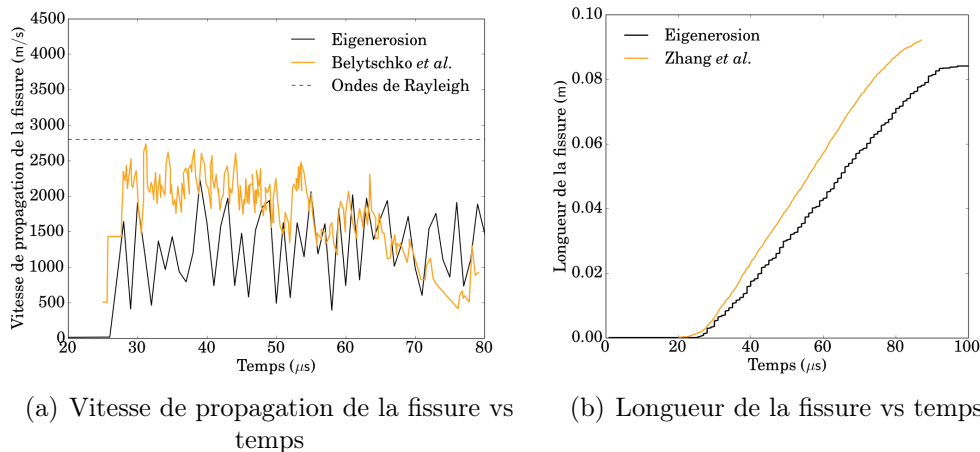 4500
4000
3500
3000
2500
2000
1500
1000
500
0
Vitesse de propagation de la fissure (m/s)
Eigenerosion
Belytschko et al.
Ondes de Rayleigh
20 30 40 50 60 70 80
Temps (μs)
(a) Vitesse de propagation de la fissure vs
temps
0.10
0.08
0.06
0.04
0.02
0.00
Longueur de la fissure (m)
Eigenerosion
Zhang et al.
0 20 40 60 80 100
Temps (μs)
(b) Longueur de la fissure vs temps